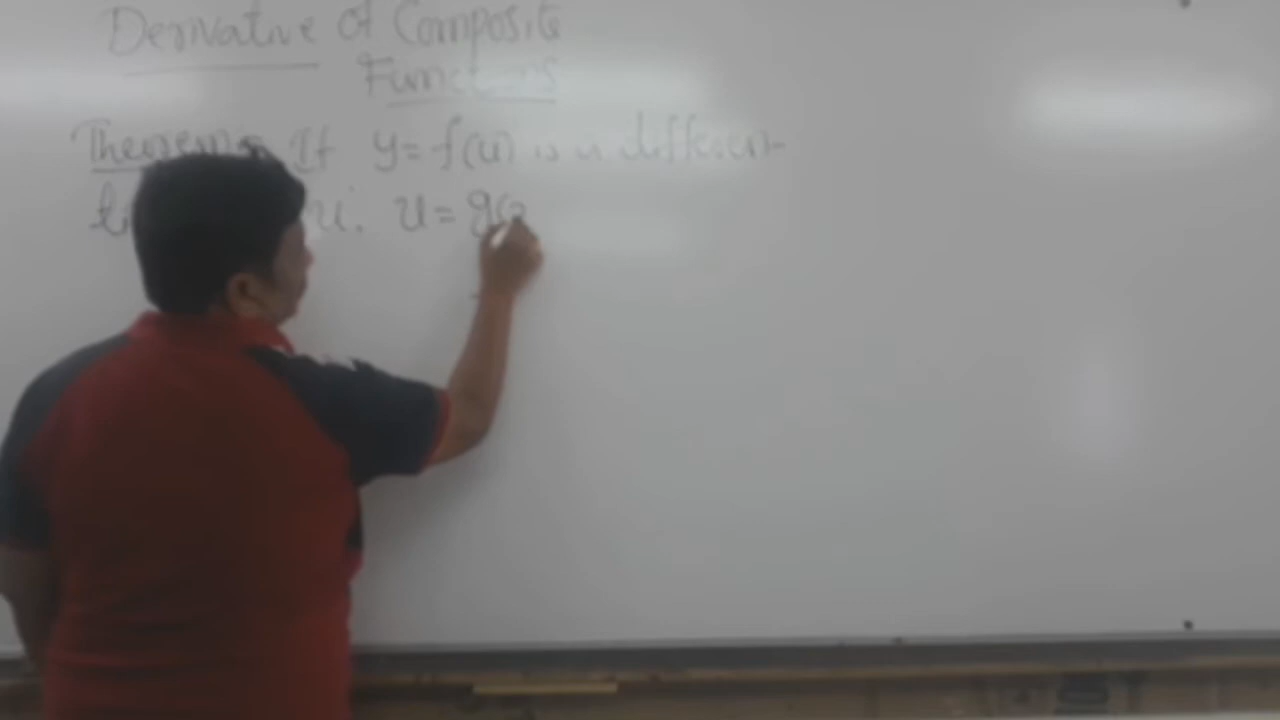 Derivative of Composite
Functions
Theorem: If y = f(u) is a differen-
u. u = g(